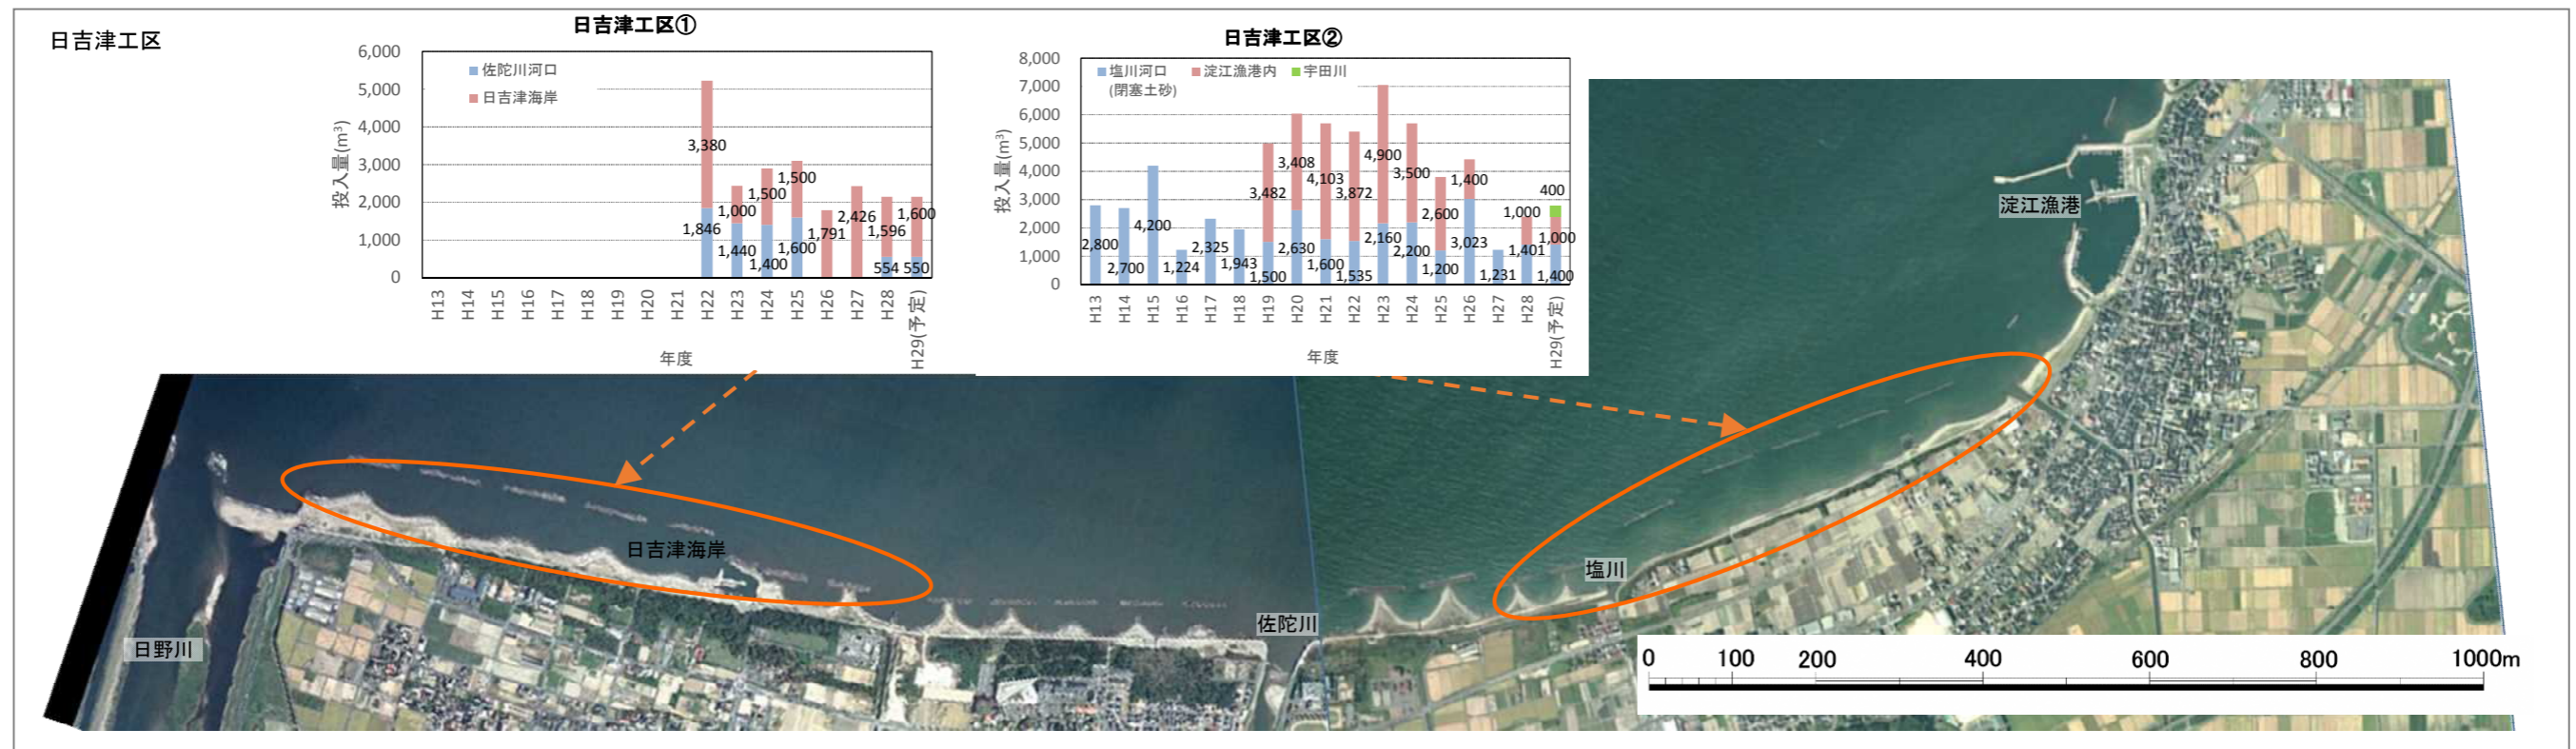 日吉津工区
日吉津工区①
投入量(m³)
6,000
5,000
4,000
3,000
2,000
1,000
0
佐陀川河口
日吉津海岸
3,380
1,846
1,000
1,440
1,500
1,400
1,500
1,600
1,791
2,426
1,596
554
1,600
550
H13
H14
H15
H16
H17
H18
H19
H20
H21
H22
H23
H24
H25
H26
H27
H28
H29(予定)
年度
日吉津工区②
投入量(m³)
8,000
7,000
6,000
5,000
4,000
3,000
2,000
1,000
0
塩川河口
(閉塞土砂)
淀江漁港内
宇田川
2,800
2,700
4,200
1,224
2,325
1,943
3,482
1,500
3,408
2,630
4,103
1,600
3,872
1,535
4,900
2,160
3,500
2,200
2,600
1,200
1,400
3,023
1,231
1,000
1,401
400
1,000
1,400
H13
H14
H15
H16
H17
H18
H19
H20
H21
H22
H23
H24
H25
H26
H27
H28
H29(予定)
年度
淀江漁港
日吉津海岸
塩川
佐陀川
日野川
0 100 200 400 600 800 1000m